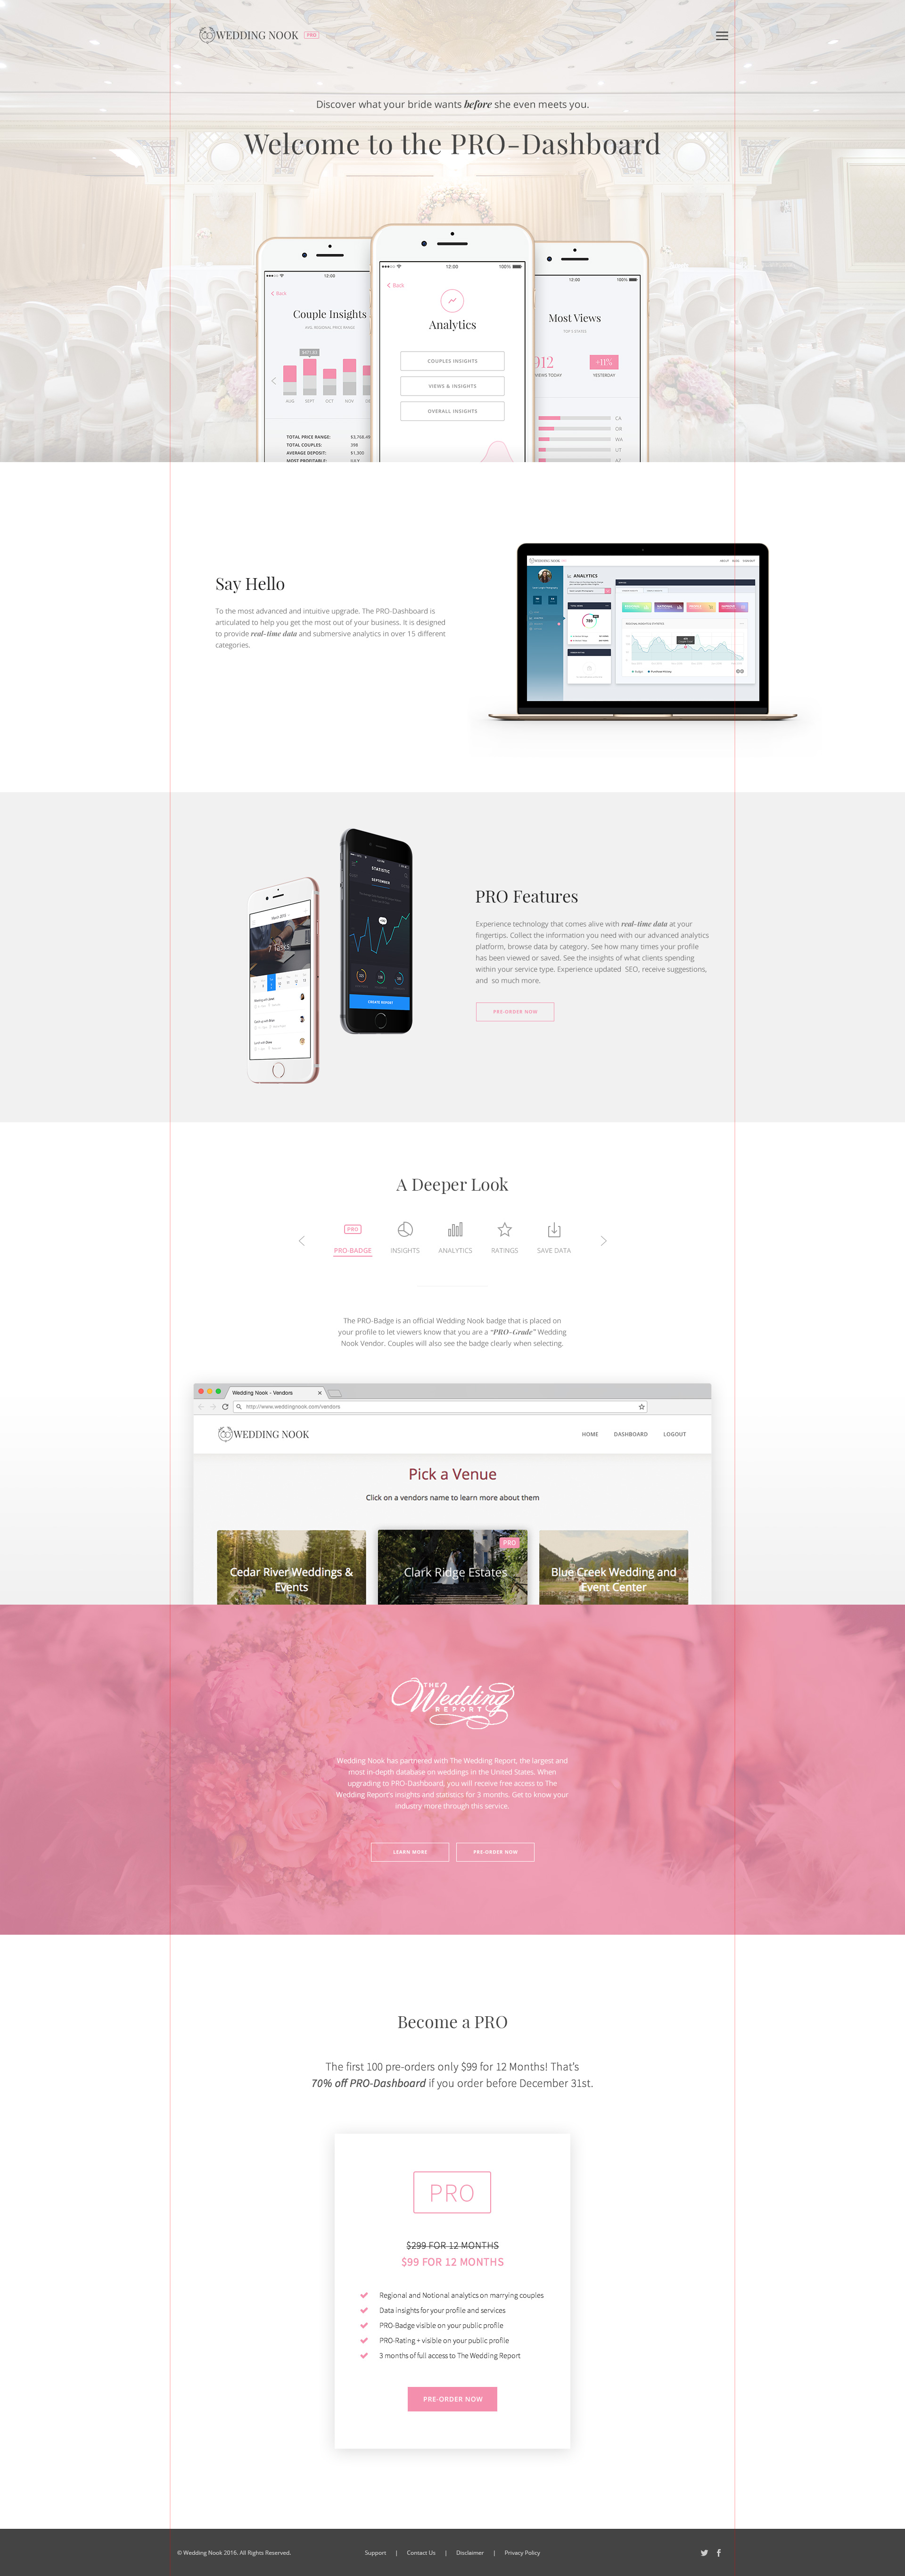 WEDDING NOOK PRO
Discover what your bride wants before she even meets you.
Welcome to the PRO-Dashboard
12:00
Back
Couple Insights
AVG. REGIONAL PRICE RANGE
AUG SEPT OCT NOV
TOTAL PRICE RANGE:
TOTAL COUPLES: 399
AVERAGE DEPOSIT: $1,300
MOST PROFITABLE: JULY
12:00 100%
Back
Analytics
COUPLES INSIGHTS
VIEWS & INSIGHTS
OVERALL INSIGHTS
12:00 100%
Most Views
TOP 5 STATES
912 +11%
VIEWS TODAY YESTERDAY
CA
OR
WA
UT
AZ
Say Hello
To the most advanced and intuitive upgrade. The PRO-Dashboard is
articulated to help you get the most out of your business. It is designed
to provide real-time data and submersive analytics in over 15 different
categories.
WEDDING NOOK
ANALYTICS
STATISTIC
SEPTEMBER
CREATE REPORT
March 2015
7 Tasks
PRO Features
Experience technology that comes alive with real-time data at your
fingertips. Collect the information you need with our advanced analytics
platform, browse data by category. See how many times your profile
has been viewed or saved. See the insights of what clients spending
within your service type. Experience updated SEO, receive suggestions,
and so much more.
PRE-ORDER NOW
A Deeper Look
PRO
PRO-BADGE INSIGHTS ANALYTICS RATINGS SAVE DATA
The PRO-Badge is an official Wedding Nook badge that is placed on
your profile to let viewers know that you are a “PRO-Grade” Wedding
Nook Vendor. Couples will also see the badge clearly when selecting.
Wedding Nook - Vendors
http://www.weddingnook.com/vendors
WEDDING NOOK HOME DASHBOARD LOGOUT
Pick a Venue
Click on a vendors name to learn more about them
PRO
Cedar River Weddings &
Events
Clark Ridge Estates
Blue Creek Wedding and
Event Center
THE
Wedding
REPORT
Wedding Nook has partnered with The Wedding Report, the largest and
most in-depth database on weddings in the United States. When
upgrading to PRO-Dashboard, you will receive free access to The
Wedding Report's insights and statistics for 3 months. Get to know your
industry more through this service.
LEARN MORE PRE-ORDER NOW
Become a PRO
The first 100 pre-orders only $99 for 12 Months! That's
70% off PRO-Dashboard if you order before December 31st.
PRO
$299 FOR 12 MONTHS
$99 FOR 12 MONTHS
Regional and Notional analytics on marrying couples
Data insights for your profile and services
PRO-Badge visible on your public profile
PRO-Rating + visible on your public profile
3 months of full access to The Wedding Report
PRE-ORDER NOW
© Wedding Nook 2016. All Rights Reserved. Support | Contact Us | Disclaimer | Privacy Policy